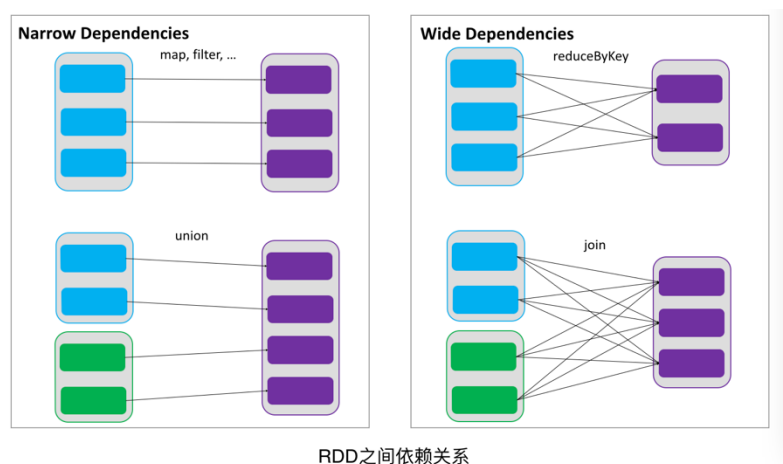 Narrow Dependencies
map, filter, ...
union
Wide Dependencies
reduceByKey
join
RDD之间依赖关系